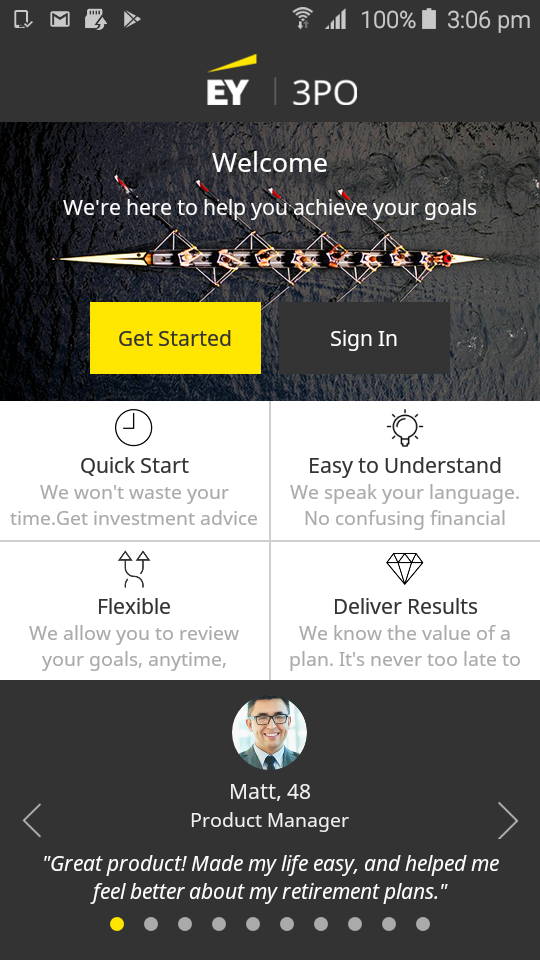 100% 3:06 pm
EY | 3PO
Welcome
We're here to help you achieve your goals
Get Started
Sign In
Quick Start
We won't waste your
time.Get investment advice
Easy to Understand
We speak your language.
No confusing financial
Flexible
We allow you to review
your goals, anytime,
Deliver Results
We know the value of a
plan. It's never too late to
Matt, 48
Product Manager
"Great product! Made my life easy, and helped me
feel better about my retirement plans."